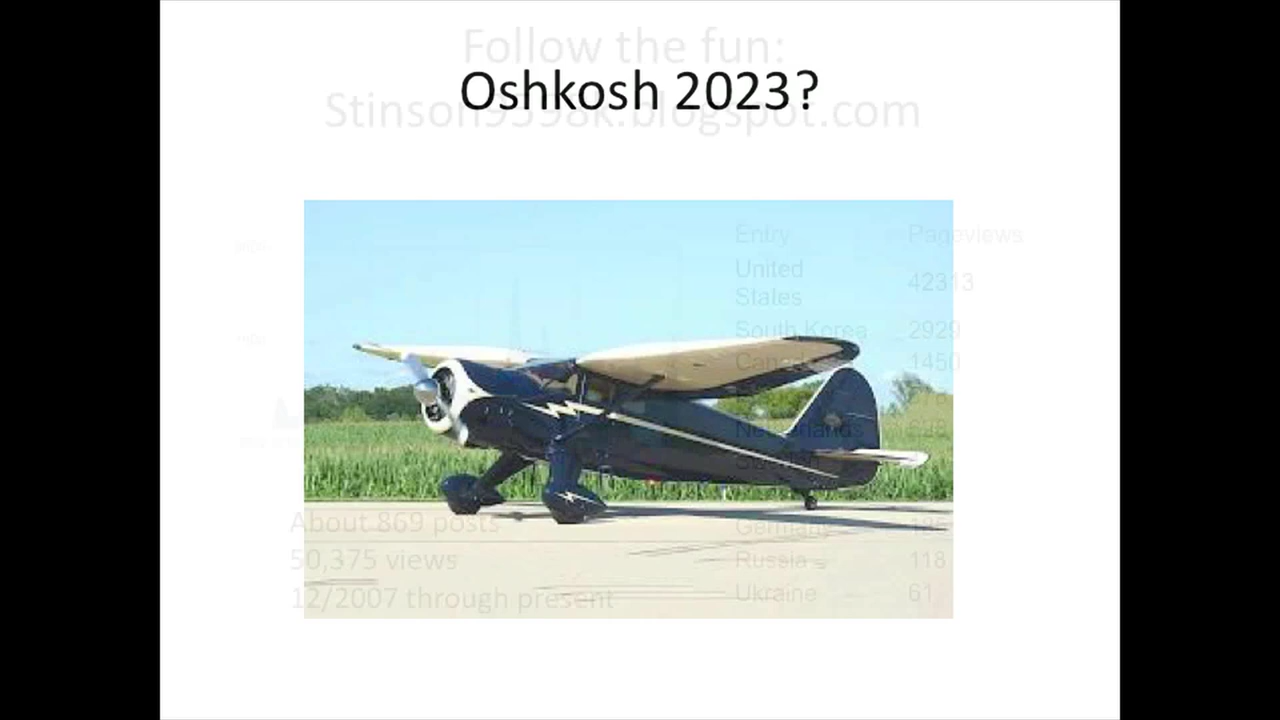 Follow the fun:
Oshkosh 2023?
Entry Pageviews
United States 42313
South Korea 2929
1450
Germany
Russia 118
Ukraine 61
About 869 posts
50,375 views
12/2007 through present